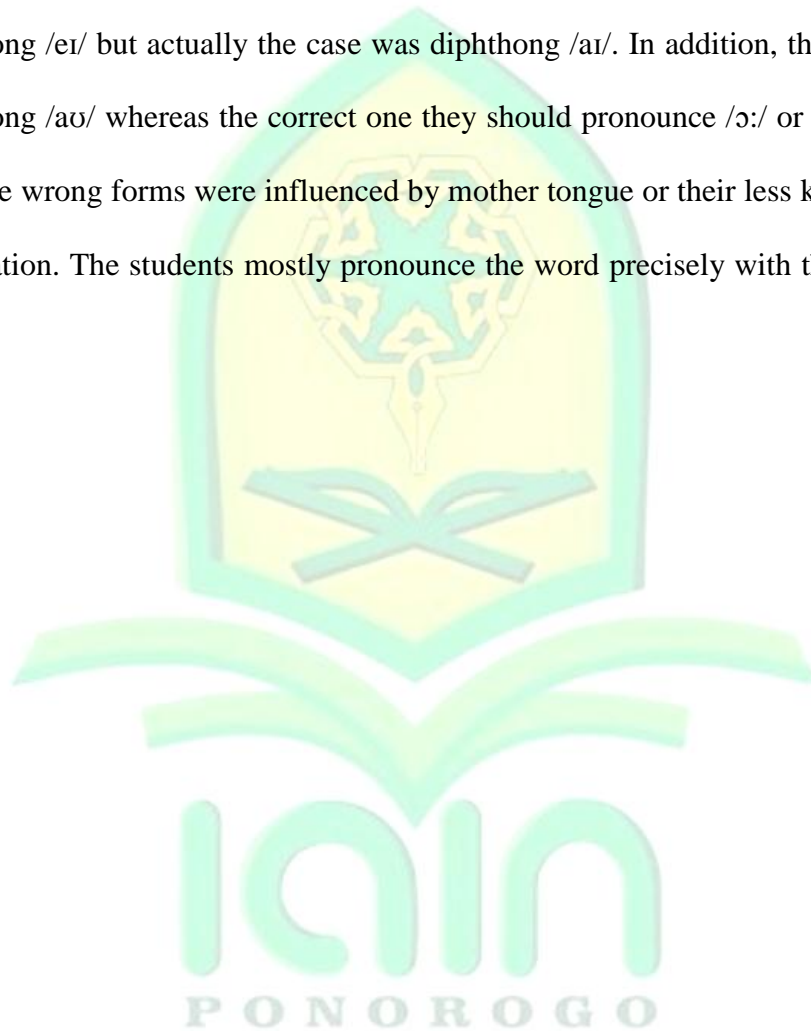 ong /eɪ/ but actually the case was diphthong /aɪ/. In addition, th
ong /aʊ/ whereas the correct one they should pronounce /ɔː/ or
e wrong forms were influenced by mother tongue or their less k
ation. The students mostly pronounce the word precisely with t
iain
PONOROGO